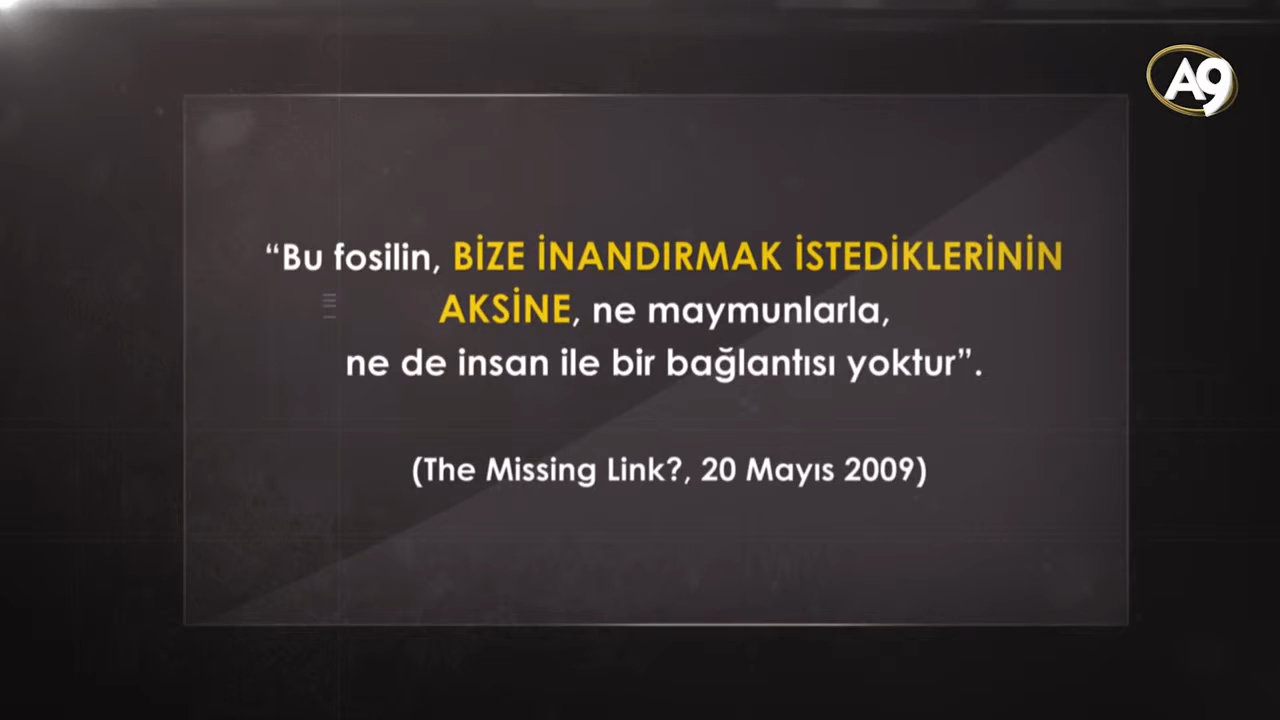 A9
“Bu fosilin, BİZE İNANDIRMAK İSTEDİKLERİNİN
AKSİNE, ne maymunlarla,
ne de insan ile bir bağlantısı yoktur”.
(The Missing Link?, 20 Mayıs 2009)